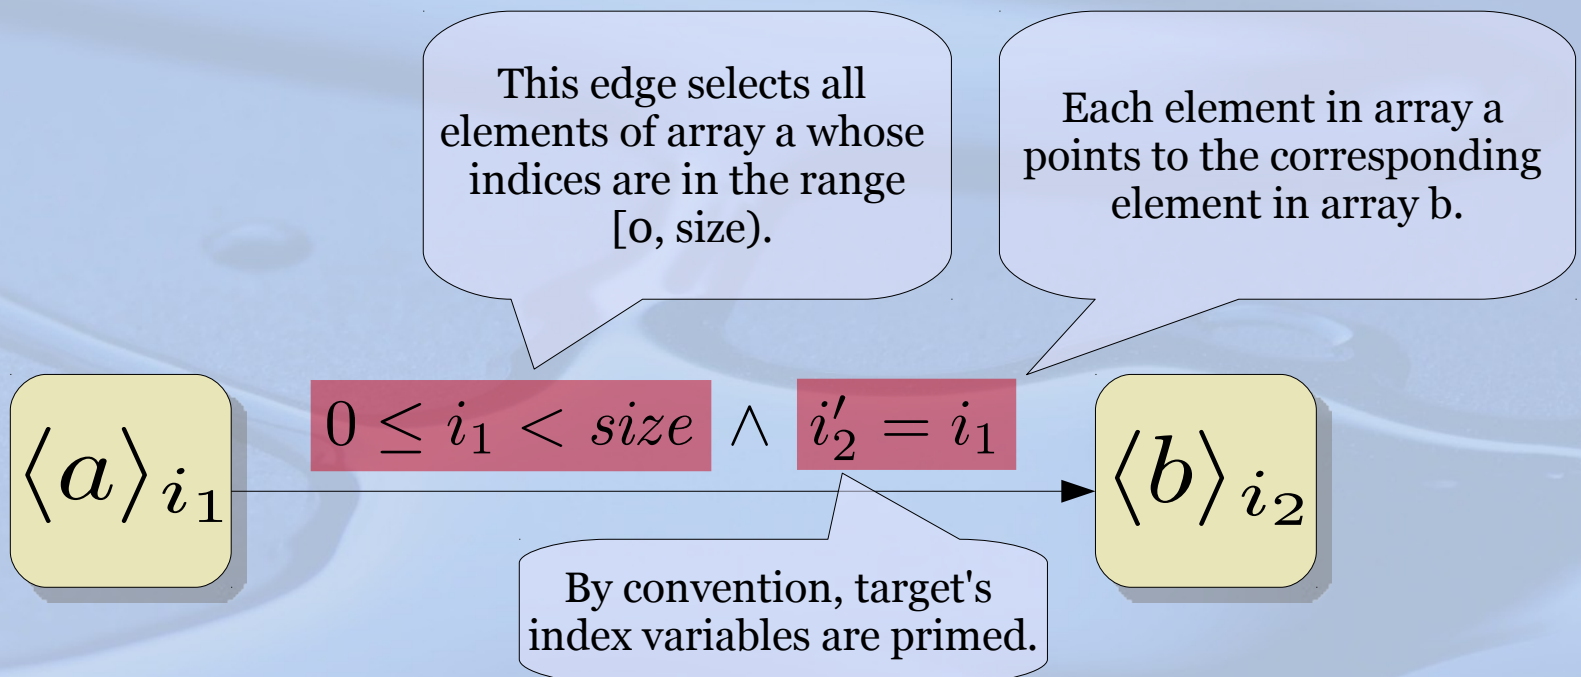 This edge selects all
elements of array a whose
indices are in the range
[0, size).
Each element in array a
points to the corresponding
element in array b.
0 ≤ i₁ < size ∧ i′₂ = i₁
⟨a⟩ i₁
⟨b⟩ i₂
By convention, target's
index variables are primed.